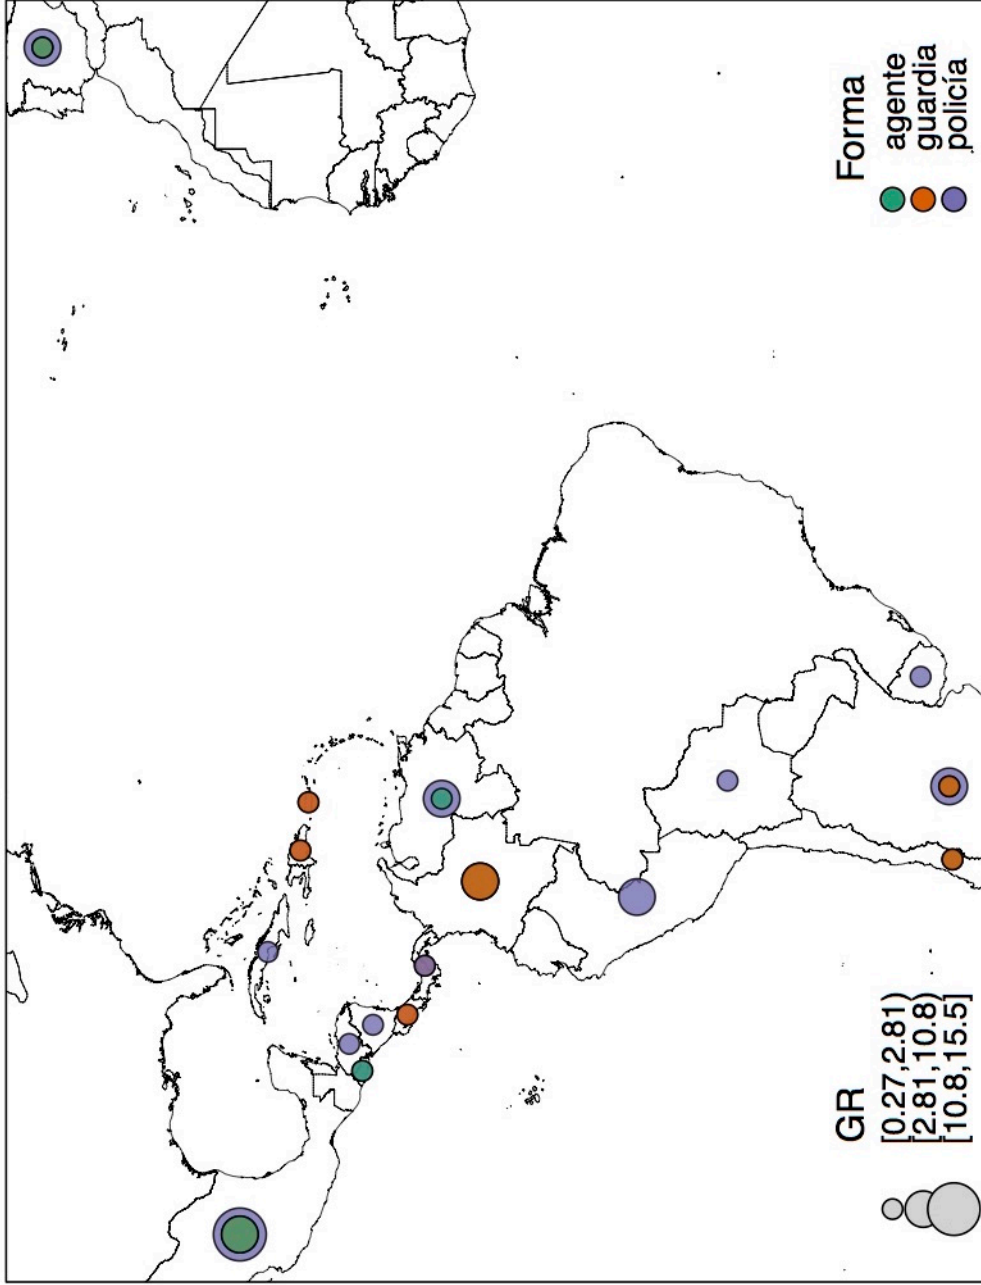 GR
[0.27,2.81)
[2.81,10.8)
[10.8,15.5]
Forma
agente
guardia
policía